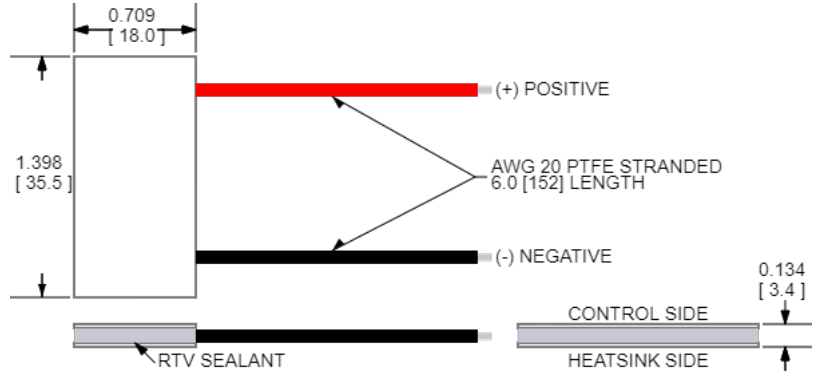 0.709
[ 18.0 ]
(+) POSITIVE
1.398
[ 35.5 ]
AWG 20 PTFE STRANDED
6.0 [152] LENGTH
(-) NEGATIVE
0.134
[ 3.4 ]
CONTROL SIDE
RTV SEALANT
HEATSINK SIDE